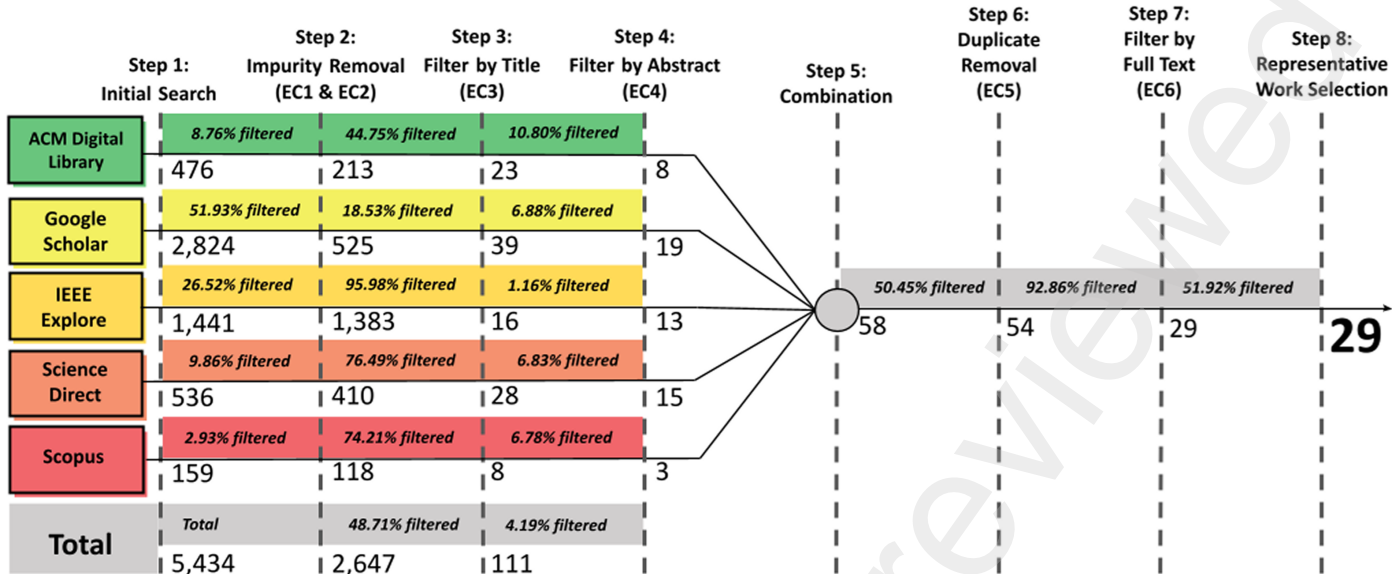 Step 1:
Initial Search
Step 2:
Impurity Removal
(EC1 & EC2)
Step 3:
Filter by Title
(EC3)
Step 4:
Filter by Abstract
(EC4)
Step 5:
Combination
Step 6:
Duplicate
Removal
(EC5)
Step 7:
Filter by
Full Text
(EC6)
Step 8:
Representative
Work Selection
ACM Digital
Library
8.76% filtered
44.75% filtered
10.80% filtered
476
213
23
8
Google
Scholar
51.93% filtered
18.53% filtered
6.88% filtered
2,824
525
39
19
IEEE
Explore
26.52% filtered
95.98% filtered
1.16% filtered
1,441
1,383
16
13
Science
Direct
9.86% filtered
76.49% filtered
6.83% filtered
536
410
28
15
Scopus
2.93% filtered
74.21% filtered
6.78% filtered
159
118
8
3
Total
Total
48.71% filtered
4.19% filtered
5,434
2,647
111
50.45% filtered
92.86% filtered
51.92% filtered
58
54
29
29
reviewed